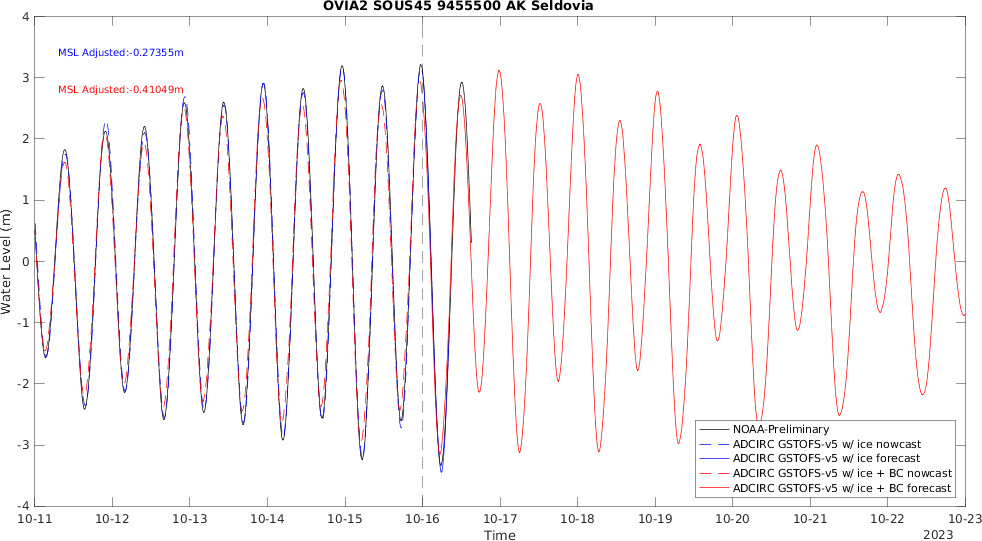 OVIA2 SOUS45 9455500 AK Seldovia
4
3
2
1
0
-1
-2
-3
-4
Water Level (m)
MSL Adjusted:-0.27355m
MSL Adjusted:-0.41049m
NOAA-Preliminary
ADCIRC GSTOFS-v5 w/ ice nowcast
ADCIRC GSTOFS-v5 w/ ice forecast
ADCIRC GSTOFS-v5 w/ ice + BC nowcast
ADCIRC GSTOFS-v5 w/ ice + BC forecast
10-11 10-12 10-13 10-14 10-15 10-16 10-17 10-18 10-19 10-20 10-21 10-22 10-23
Time
2023